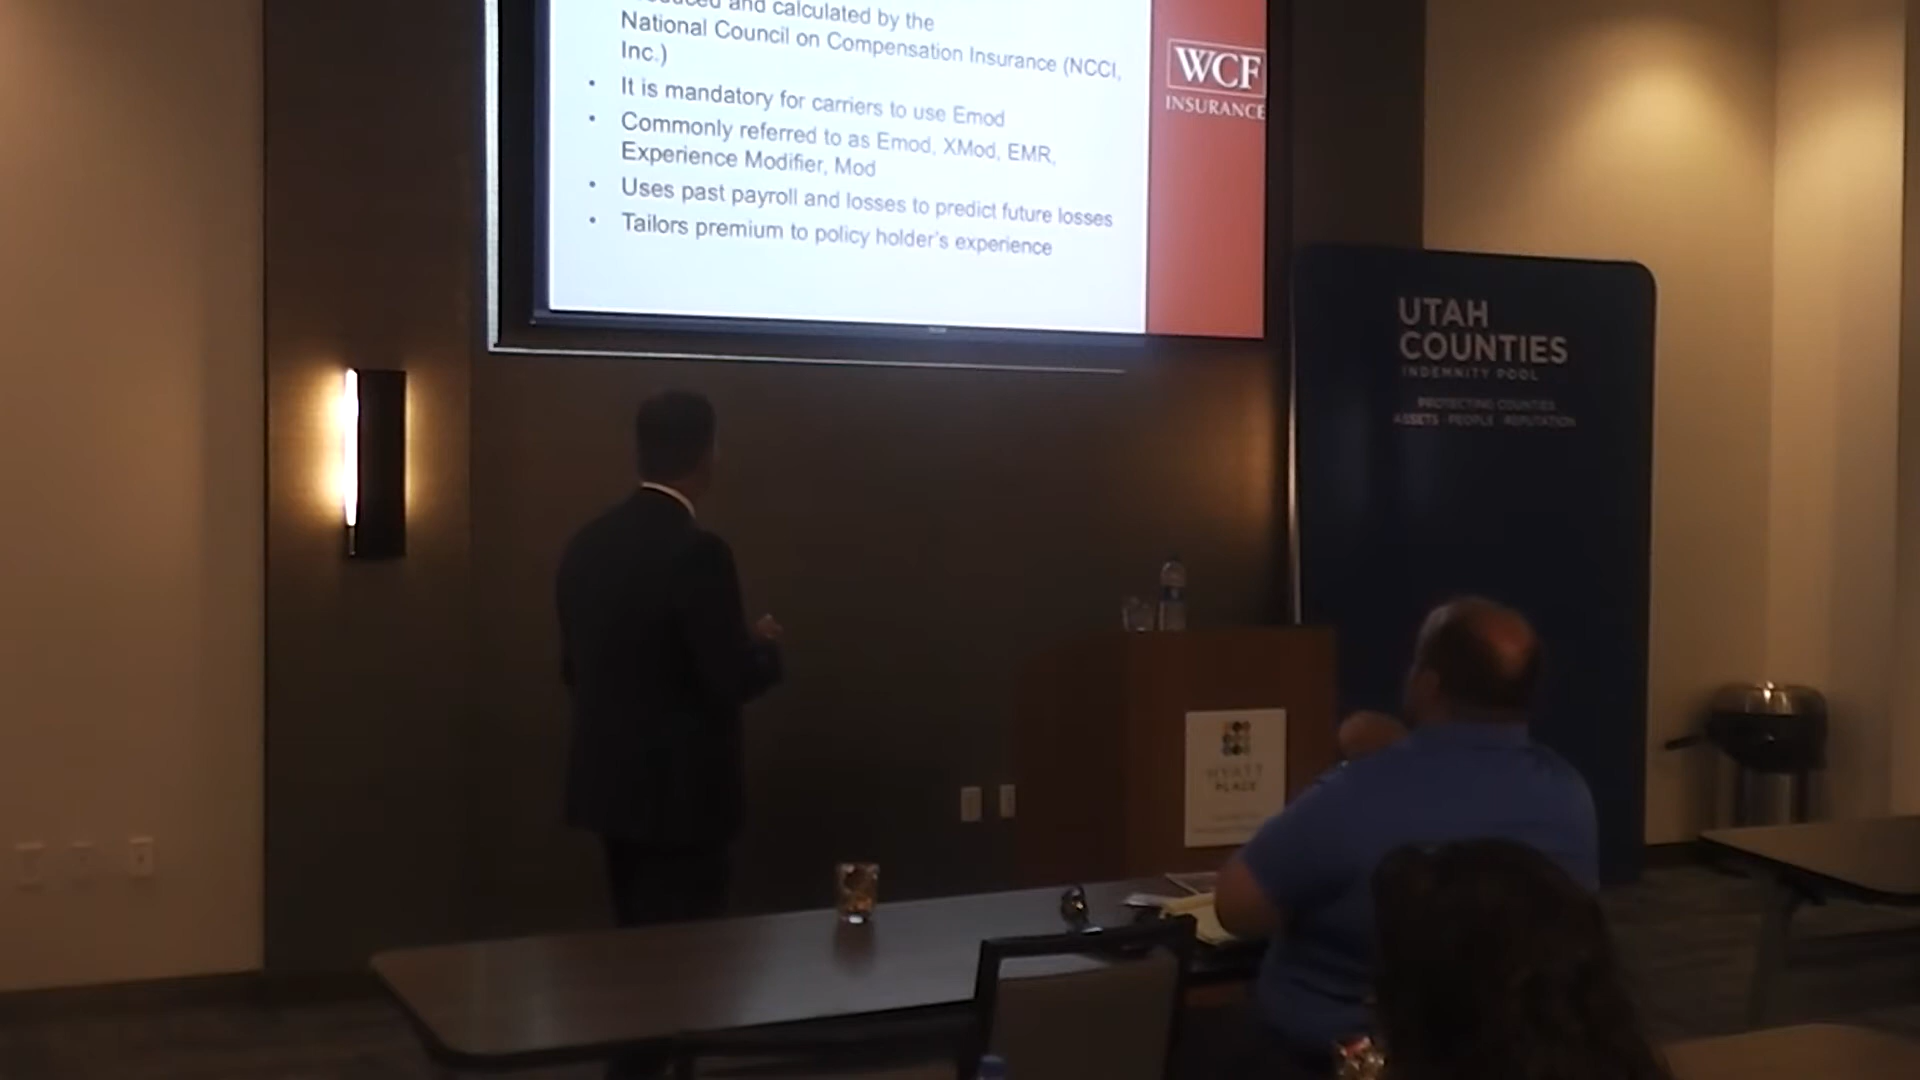 and calculated by the
National Council on Compensation Insurance (NCCI,
Inc.)
• It is mandatory for carriers to use Emod
• Commonly referred to as Emod, XMod, EMR,
Experience Modifier, Mod
• Uses past payroll and losses to predict future losses
• Tailors premium to policy holder's experience
WCF
INSURANCE
UTAH
COUNTIES
INDEMNITY POOL
PROTECTING COUNTIES
ASSETS · PEOPLE · REPUTATION
HYATT
PLACE